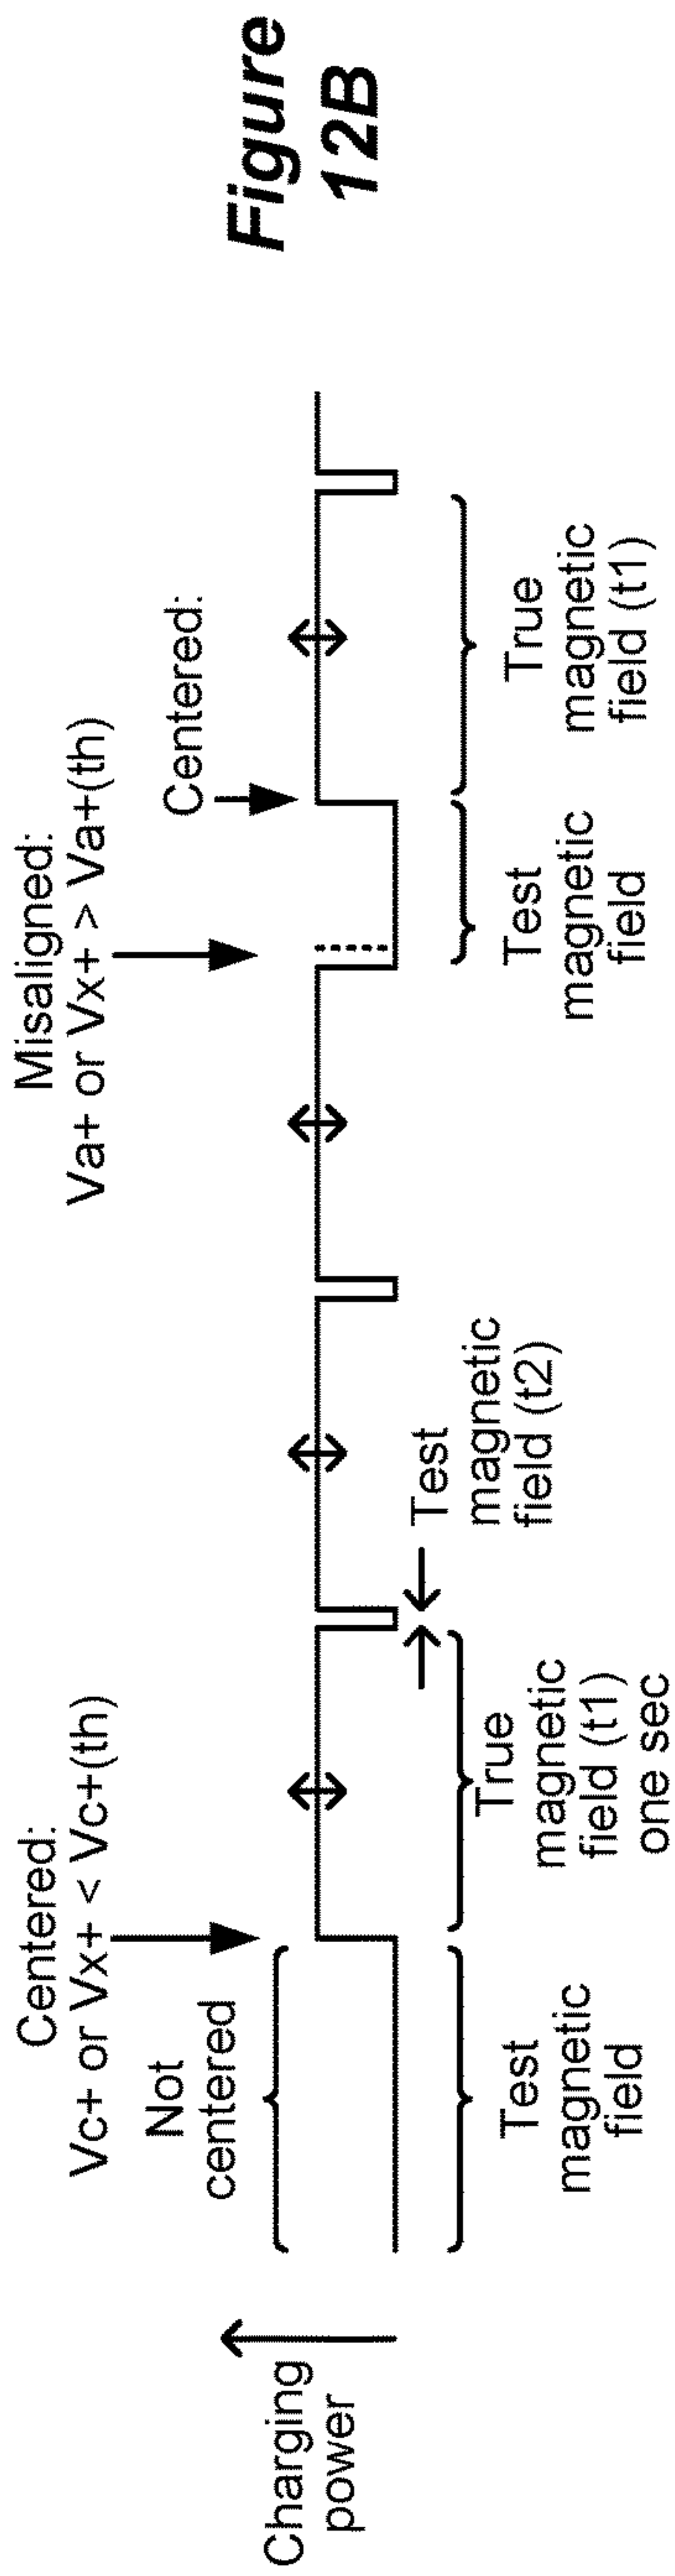 Figure
12B
Charging
power
Centered:
Vc+ or Vx+ < Vc+(th)
Not
centered
Test
magnetic
field
True
magnetic
field (t1)
one sec
Test
magnetic
field (t2)
Misaligned:
Va+ or Vx+ > Va+(th)
Centered:
Test
magnetic
field
True
magnetic
field (t1)